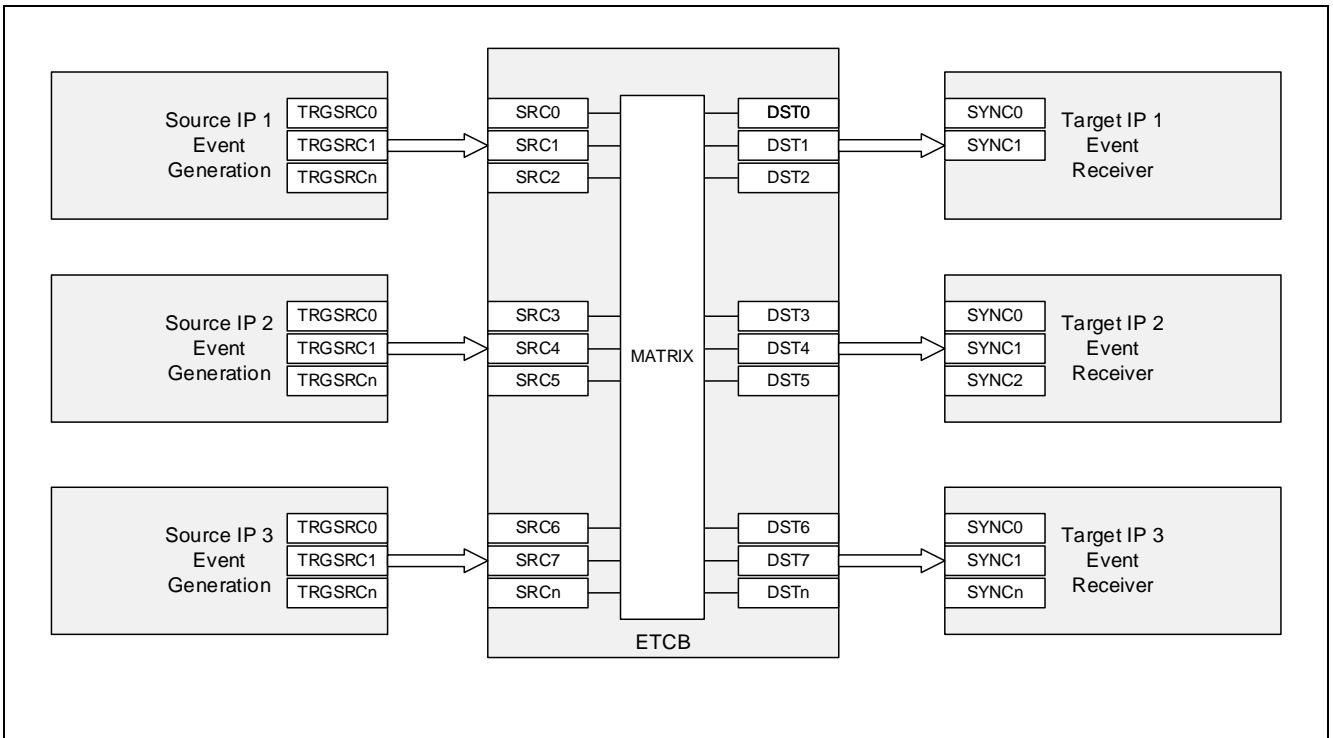 Source IP 1
Event
Generation
TRGSRC0
TRGSRC1
TRGSRCn
SRC0
SRC1
SRC2
DST0
DST1
DST2
SYNC0
SYNC1
Target IP 1
Event
Receiver
Source IP 2
Event
Generation
TRGSRC0
TRGSRC1
TRGSRCn
SRC3
SRC4
SRC5
MATRIX
DST3
DST4
DST5
SYNC0
SYNC1
SYNC2
Target IP 2
Event
Receiver
Source IP 3
Event
Generation
TRGSRC0
TRGSRC1
TRGSRCn
SRC6
SRC7
SRCn
DST6
DST7
DSTn
SYNC0
SYNC1
SYNCn
Target IP 3
Event
Receiver
ETCB